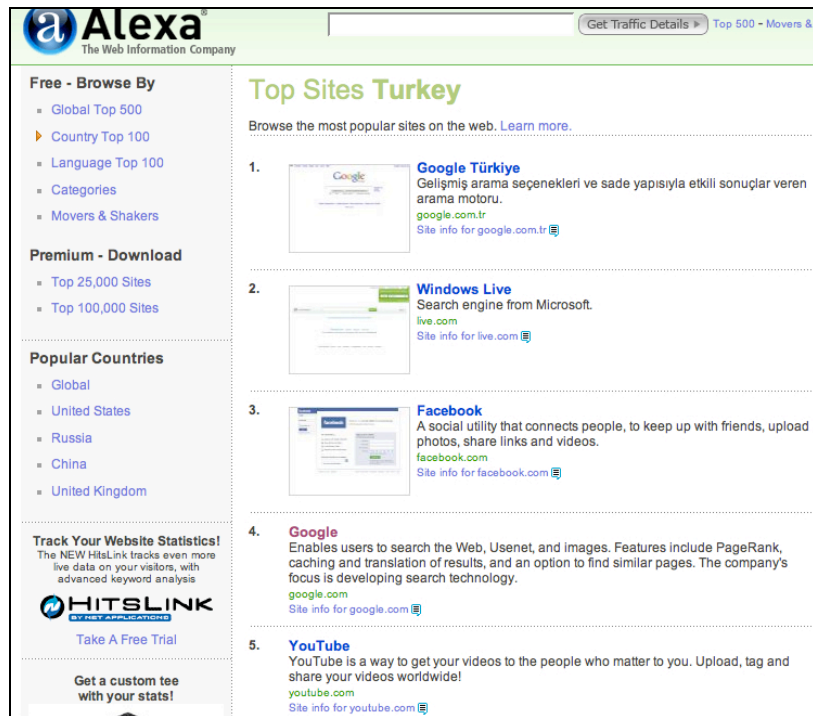 Alexa®
The Web Information Company
Get Traffic Details
Top 500 - Movers &
Free - Browse By
Global Top 500
Country Top 100
Language Top 100
Categories
Movers & Shakers
Premium - Download
Top 25,000 Sites
Top 100,000 Sites
Popular Countries
Global
United States
Russia
China
United Kingdom
Track Your Website Statistics!
The NEW HitsLink tracks even more
live data on your visitors, with
advanced keyword analysis
HITSLINK
BY NET APPLICATIONS
Take A Free Trial
Get a custom tee
with your stats!
Top Sites Turkey
Browse the most popular sites on the web. Learn more.
1.
Google
Google Türkiye
Gelişmiş arama seçenekleri ve sade yapısıyla etkili sonuçlar veren
arama motoru.
google.com.tr
Site info for google.com.tr
2.
Windows Live
Search engine from Microsoft.
live.com
Site info for live.com
3.
facebook
Facebook
A social utility that connects people, to keep up with friends, upload
photos, share links and videos.
facebook.com
Site info for facebook.com
4.
Google
Enables users to search the Web, Usenet, and images. Features include PageRank,
caching and translation of results, and an option to find similar pages. The company's
focus is developing search technology.
google.com
Site info for google.com
5.
YouTube
YouTube is a way to get your videos to the people who matter to you. Upload, tag and
share your videos worldwide!
youtube.com
Site info for youtube.com